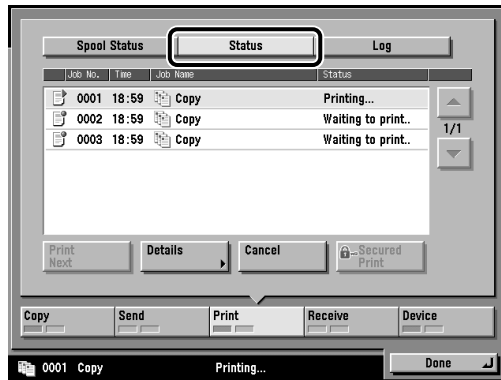 Spool Status Status Log
Job No. Time Job Name Status
0001 18:59 Copy Printing...
0002 18:59 Copy Waiting to print..
0003 18:59 Copy Waiting to print..
1/1
Print Next Details Cancel Secured Print
Copy Send Print Receive Device
0001 Copy Printing... Done